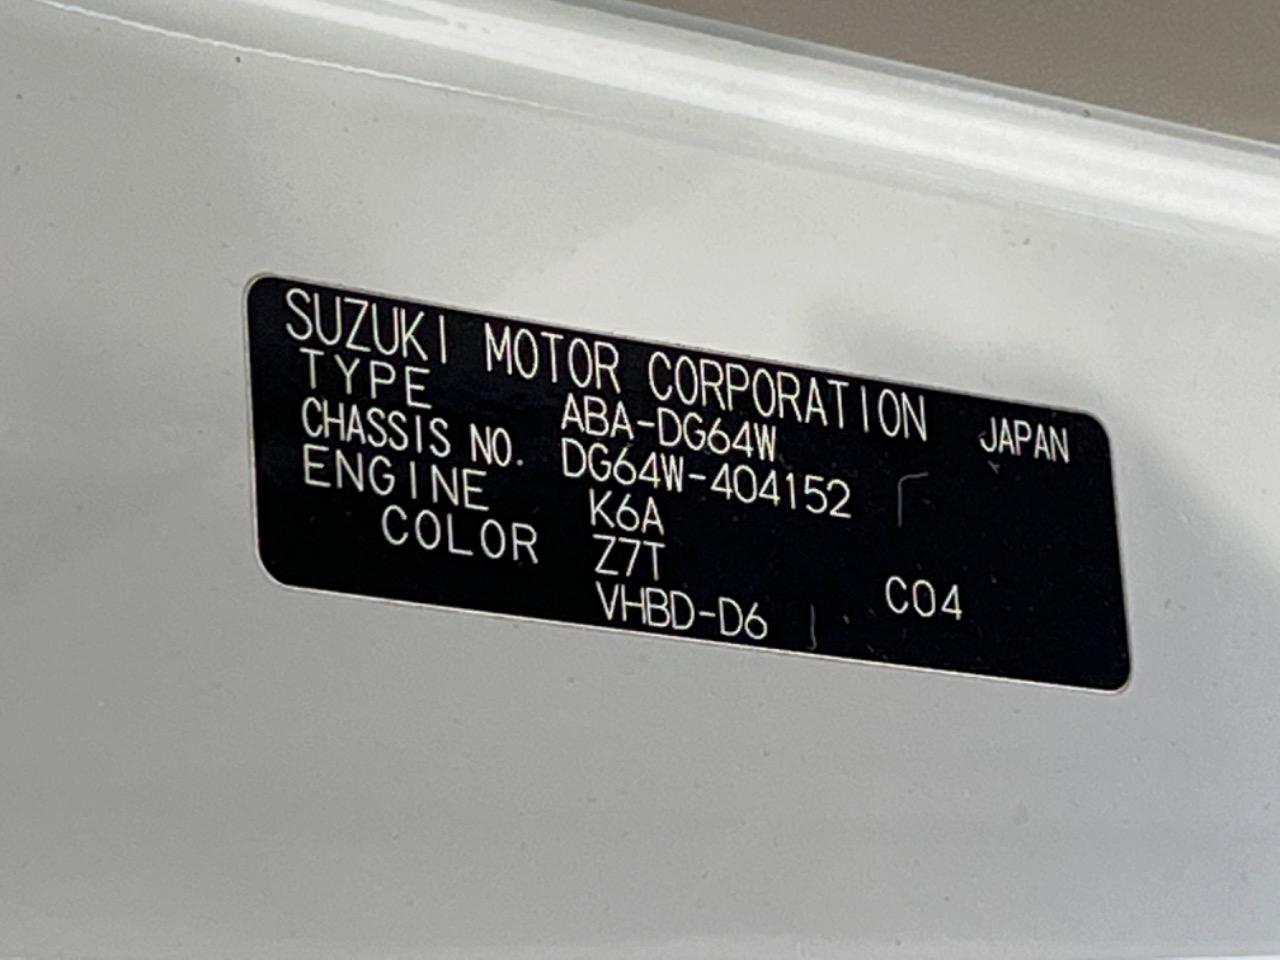 SUZUKI MOTOR CORPORATION JAPAN
TYPE ABA-DG64W
CHASSIS NO. DG64W-404152
ENGINE K6A
COLOR Z7T C04
VHBD-D6